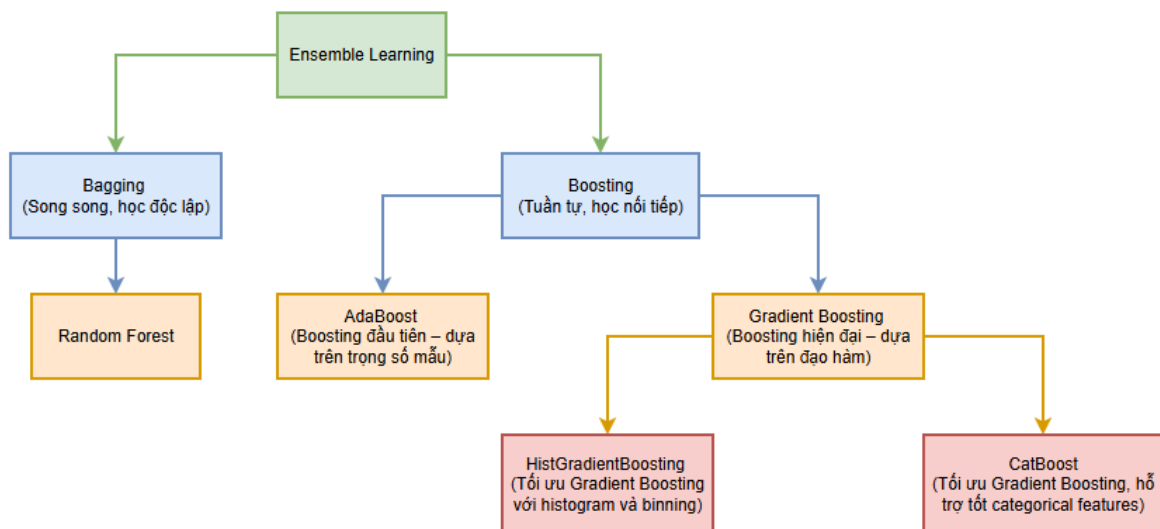 Ensemble Learning
Bagging
(Song song, học độc lập)
Boosting
(Tuần tự, học nối tiếp)
Random Forest
AdaBoost
(Boosting đầu tiên – dựa
trên trọng số mẫu)
Gradient Boosting
(Boosting hiện đại – dựa
trên đạo hàm)
HistGradientBoosting
(Tối ưu Gradient Boosting
với histogram và binning)
CatBoost
(Tối ưu Gradient Boosting, hỗ
trợ tốt categorical features)